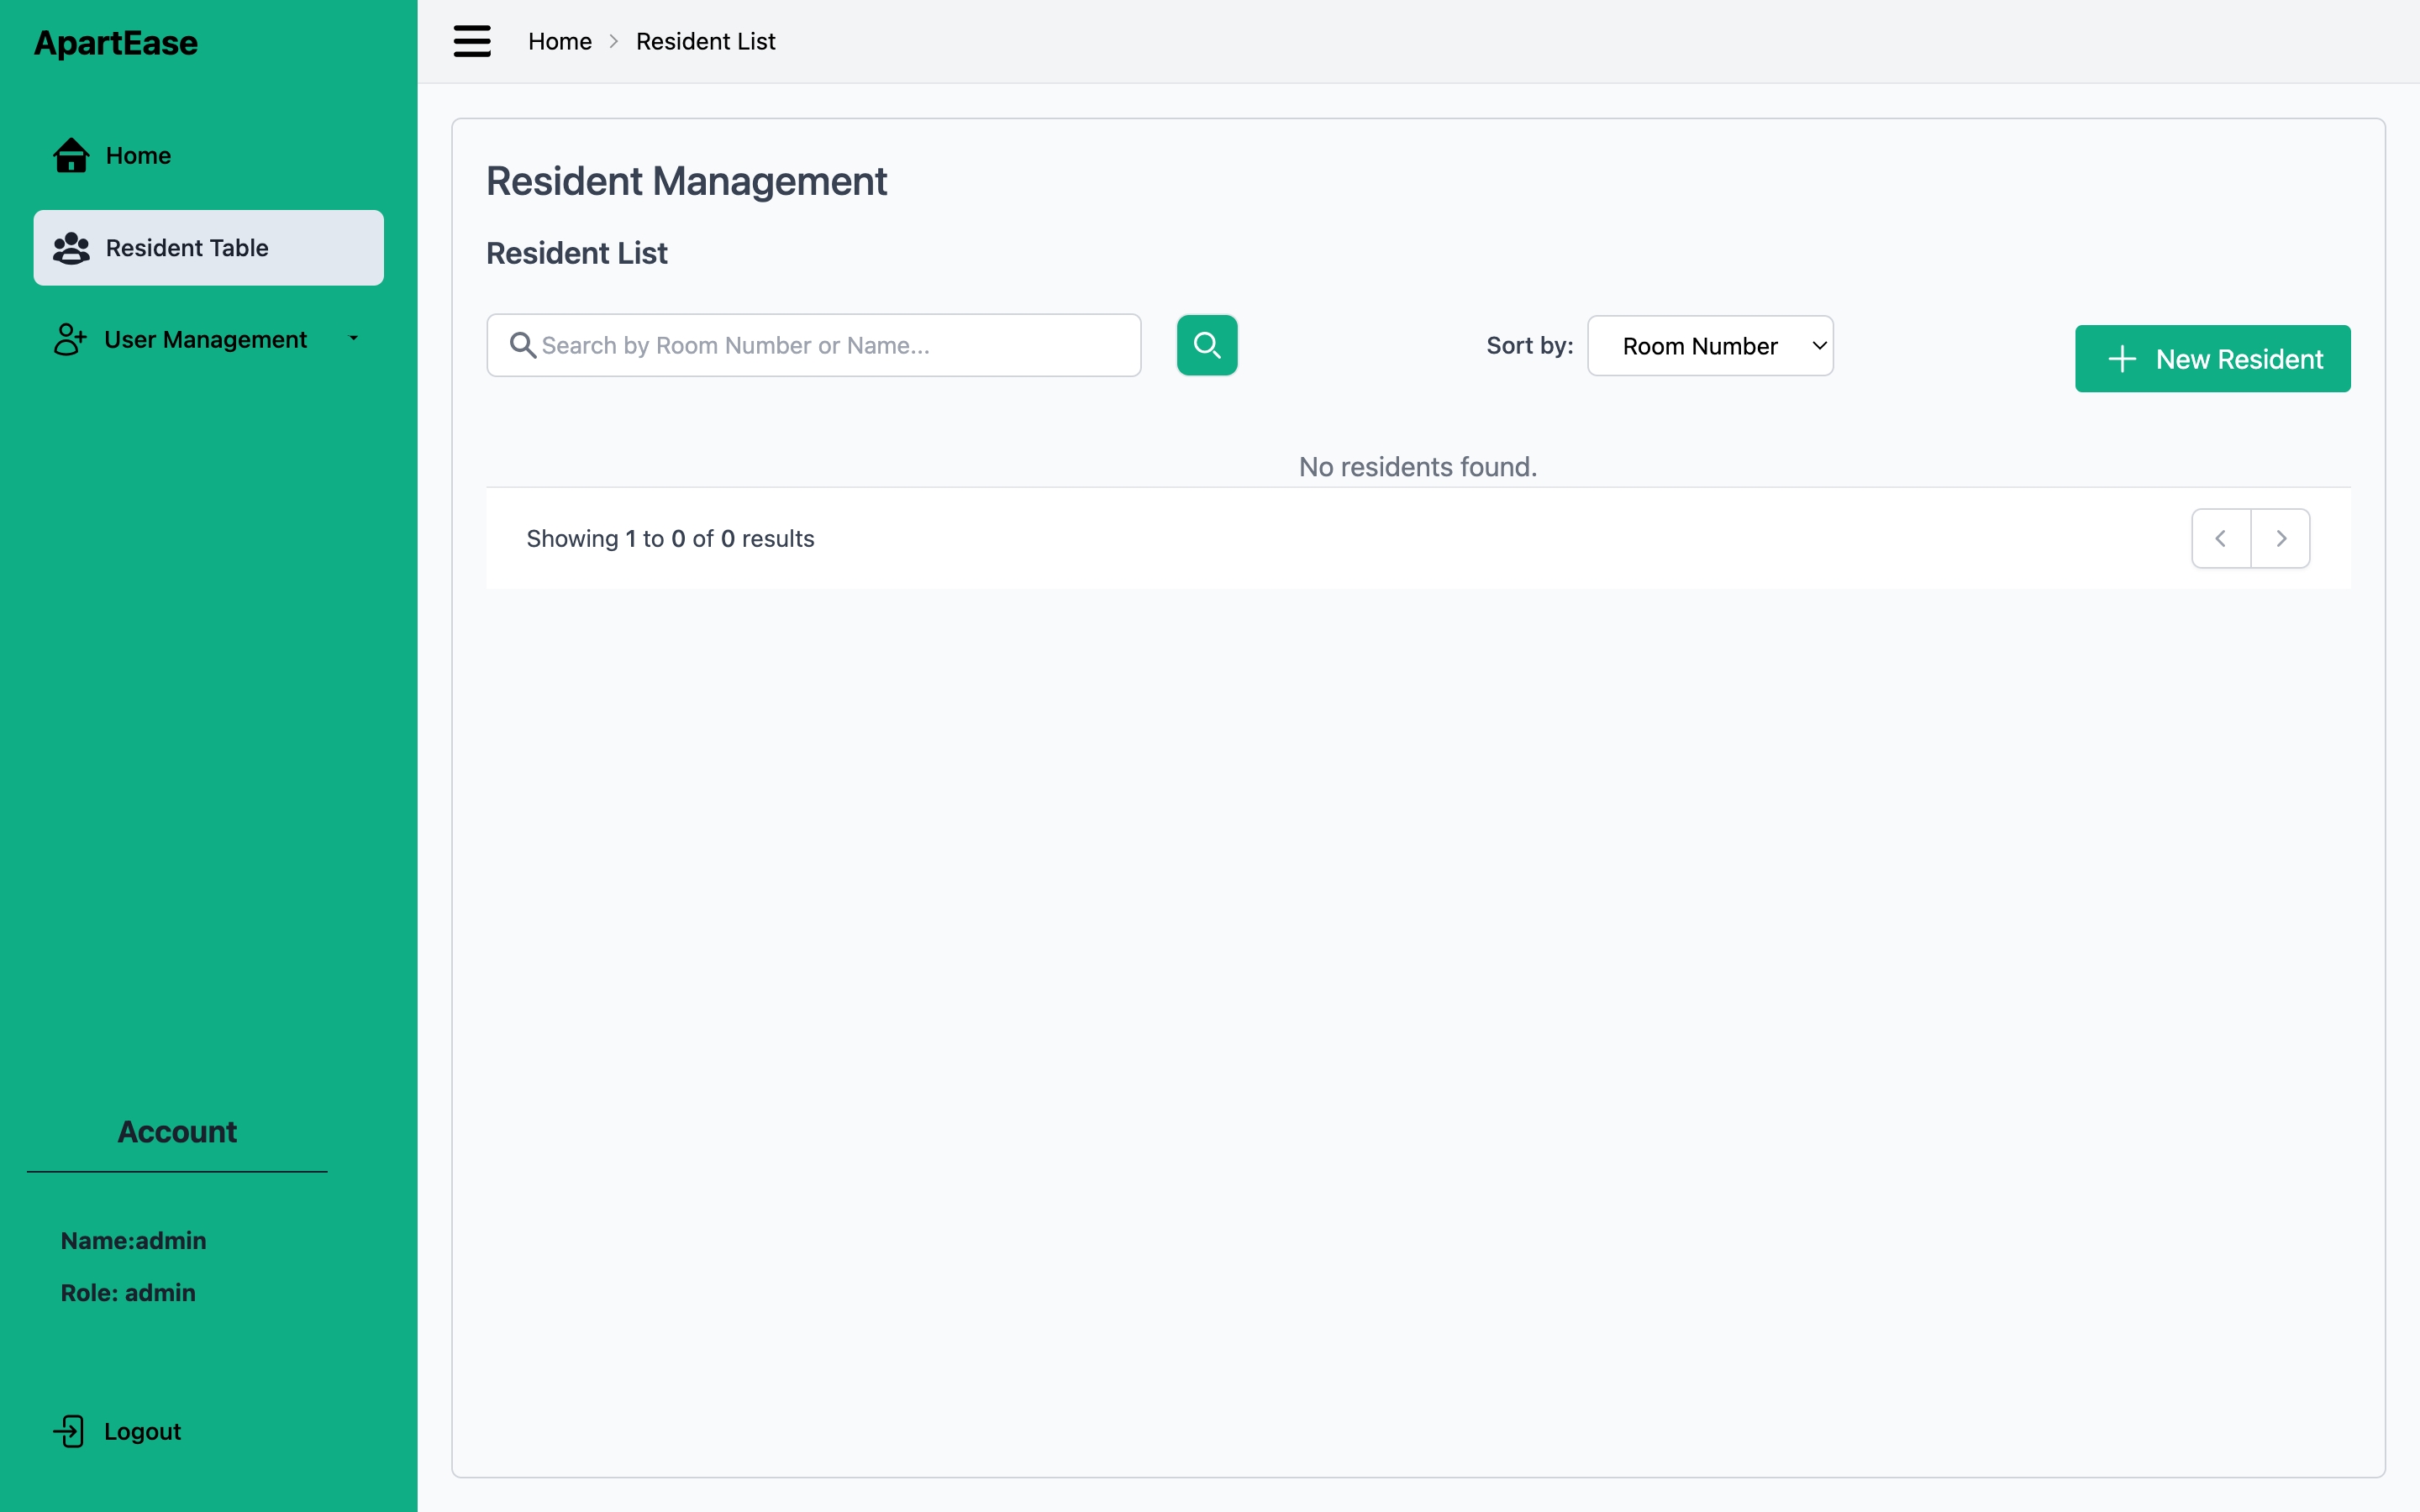 ApartEase
Home
Resident Table
User Management
Account
Name:admin
Role: admin
Logout
Home > Resident List
Resident Management
Resident List
Search by Room Number or Name...
Sort by: Room Number
New Resident
No residents found.
Showing 1 to 0 of 0 results